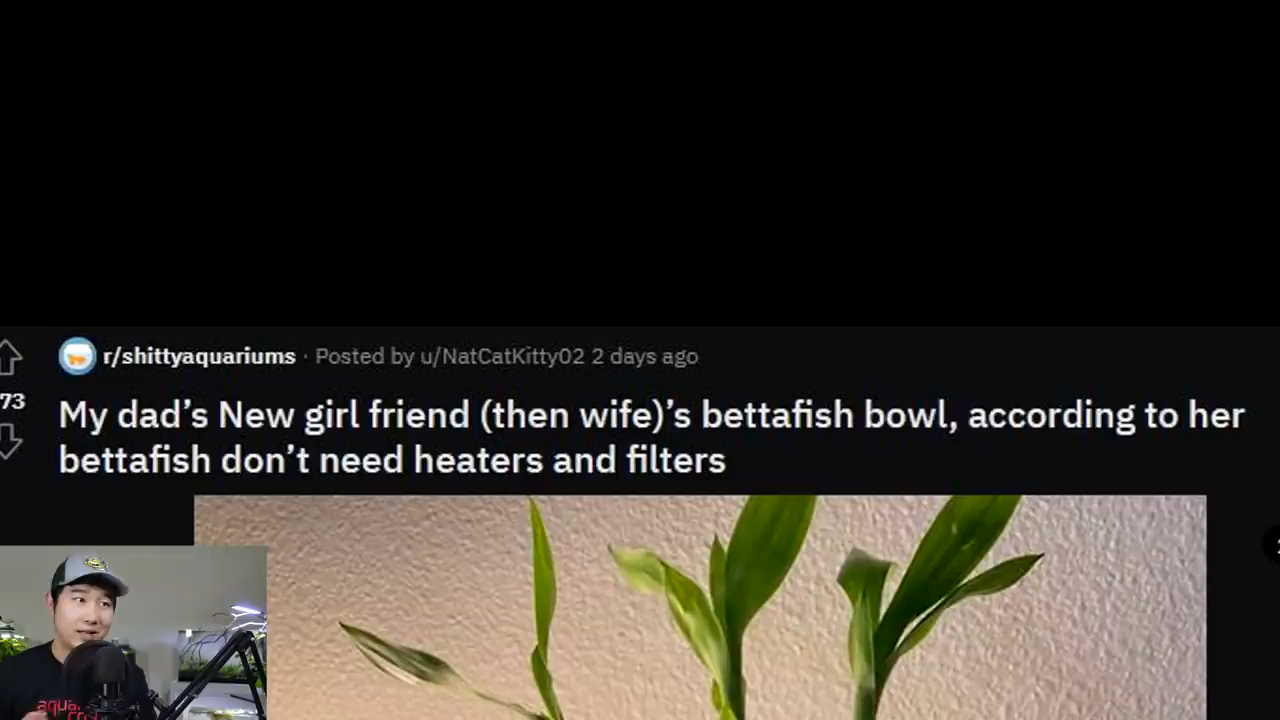 r/shittyaquariums · Posted by u/NatCatKitty02 2 days ago
73
My dad's New girl friend (then wife)'s bettafish bowl, according to her
bettafish don't need heaters and filters
aqua